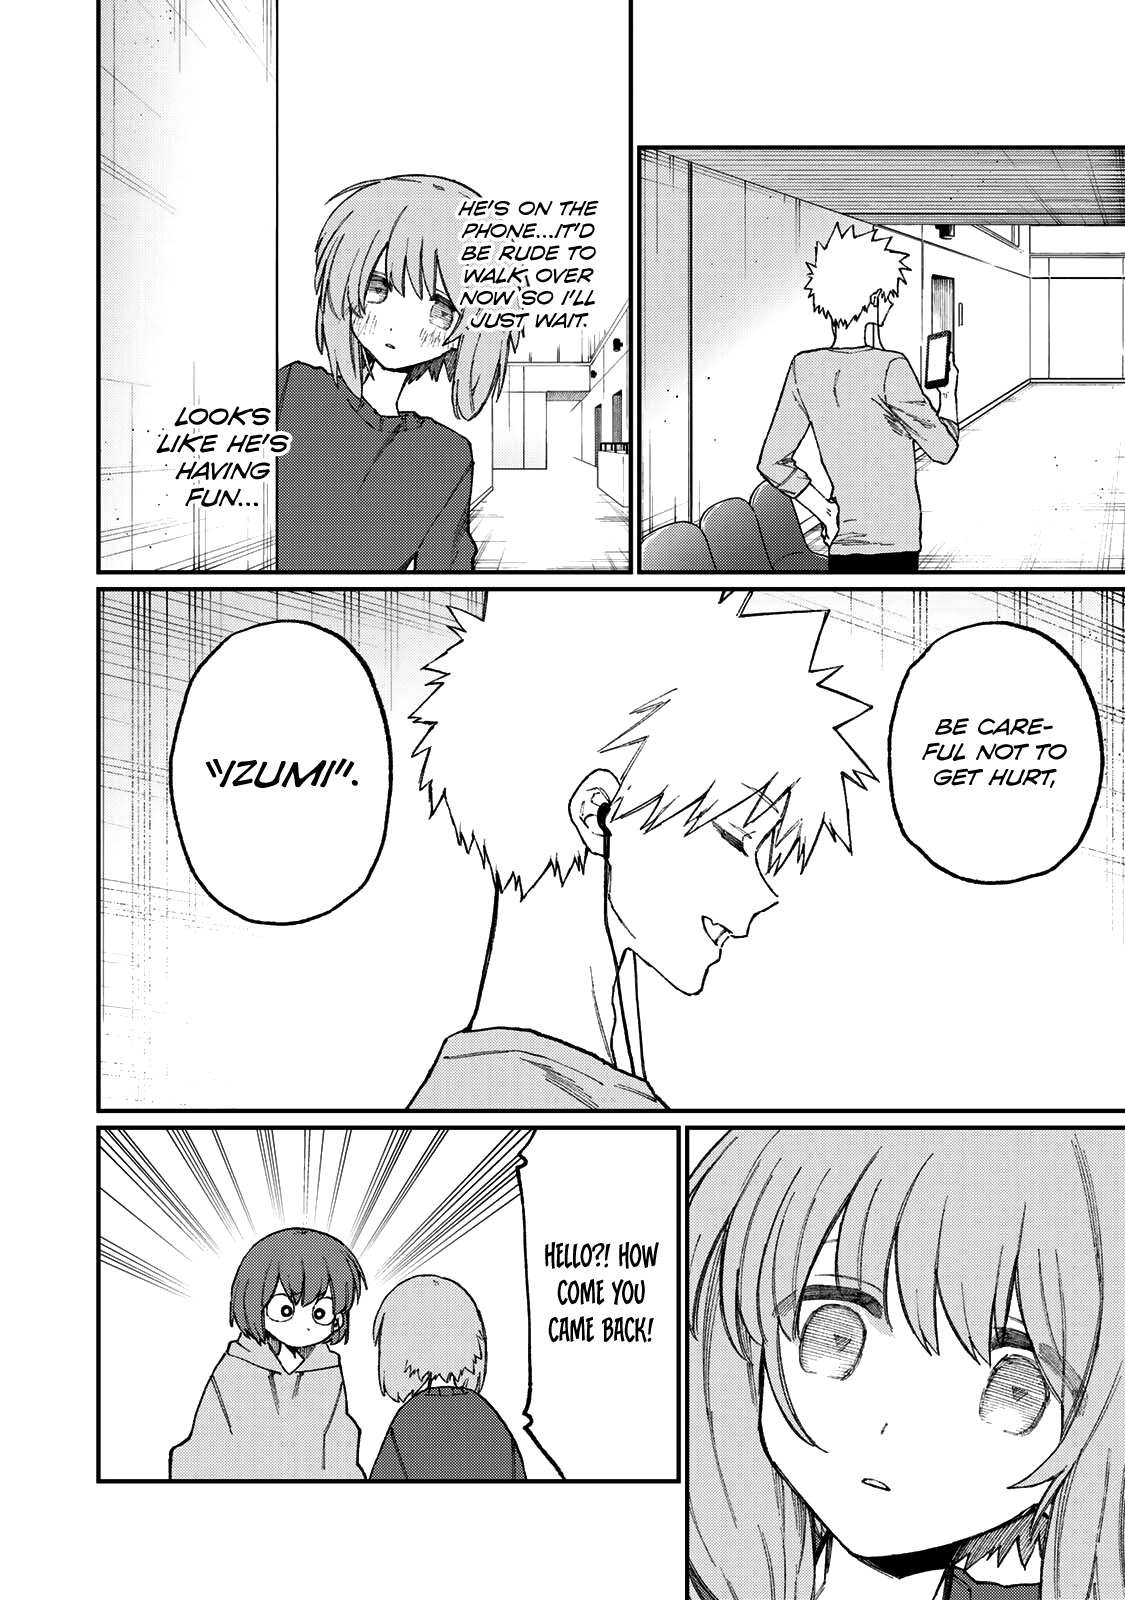 HE'S ON THE
PHONE...IT'D
BE RUDE TO
WALK OVER
NOW SO I'LL
JUST WAIT.
LOOKS
LIKE HE'S
HAVING
FUN...
BE CARE-
FUL NOT TO
GET HURT,
"IZUMI".
HELLO?! HOW
COME YOU
CAME BACK!